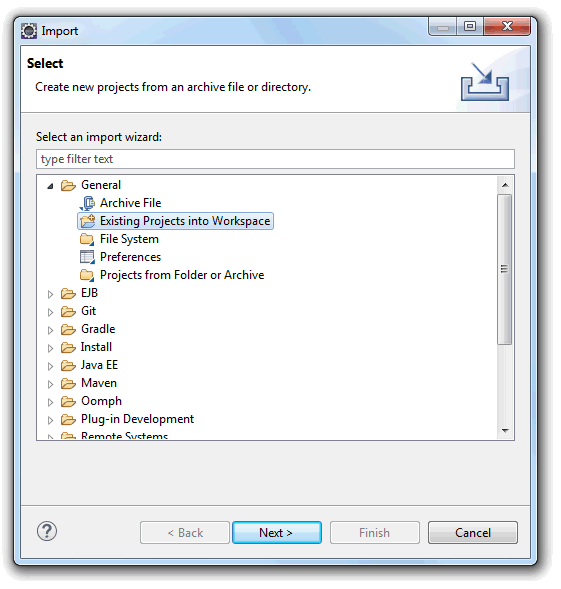 Import
Select
Create new projects from an archive file or directory.
Select an import wizard:
type filter text
General
Archive File
Existing Projects into Workspace
File System
Preferences
Projects from Folder or Archive
EJB
Git
Gradle
Install
Java EE
Maven
Oomph
Plug-in Development
Remote Systems
?
< Back
Next >
Finish
Cancel